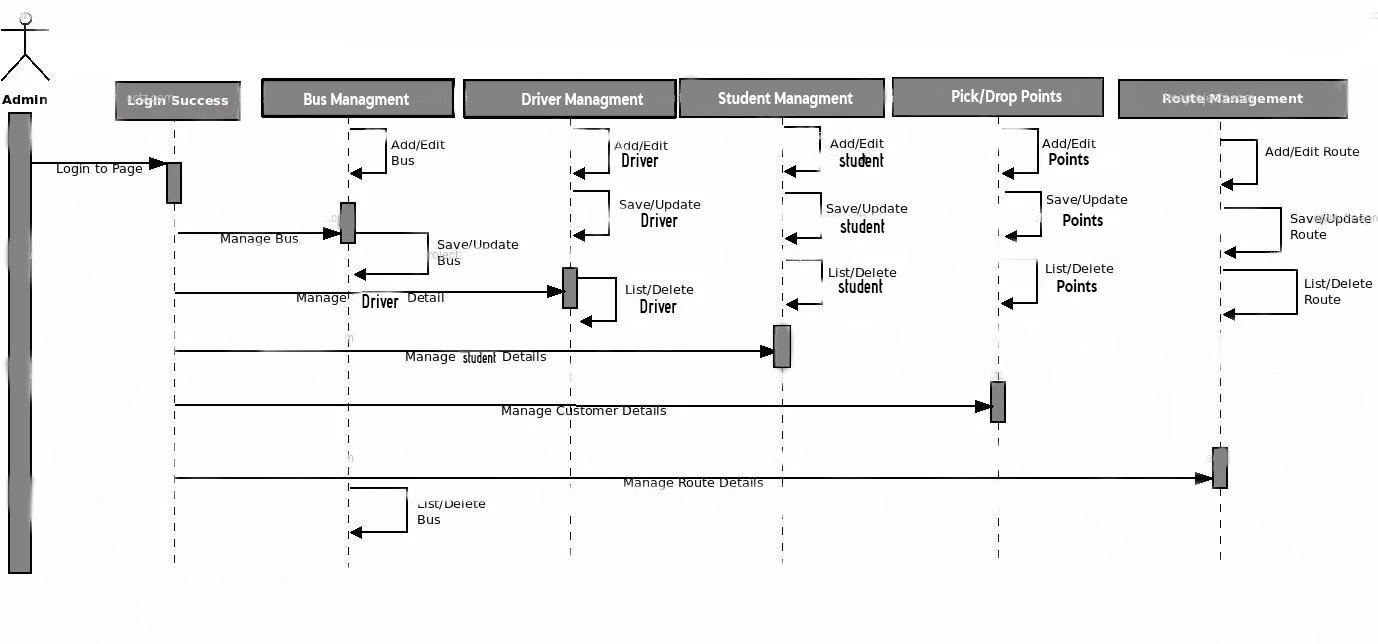 Admin
Login Success
Bus Managment
Driver Managment
Student Managment
Pick/Drop Points
Route Management
Login to Page
Add/Edit
Bus
Add/Edit
Driver
Add/Edit
student
Add/Edit
Points
Add/Edit Route
Manage Bus
Save/Update
Bus
Save/Update
Driver
Save/Update
student
Save/Update
Points
Save/Update
Route
Manage Driver Detail
List/Delete
Driver
List/Delete
student
List/Delete
Points
List/Delete
Route
Manage student Details
Manage Customer Details
Manage Route Details
List/Delete
Bus